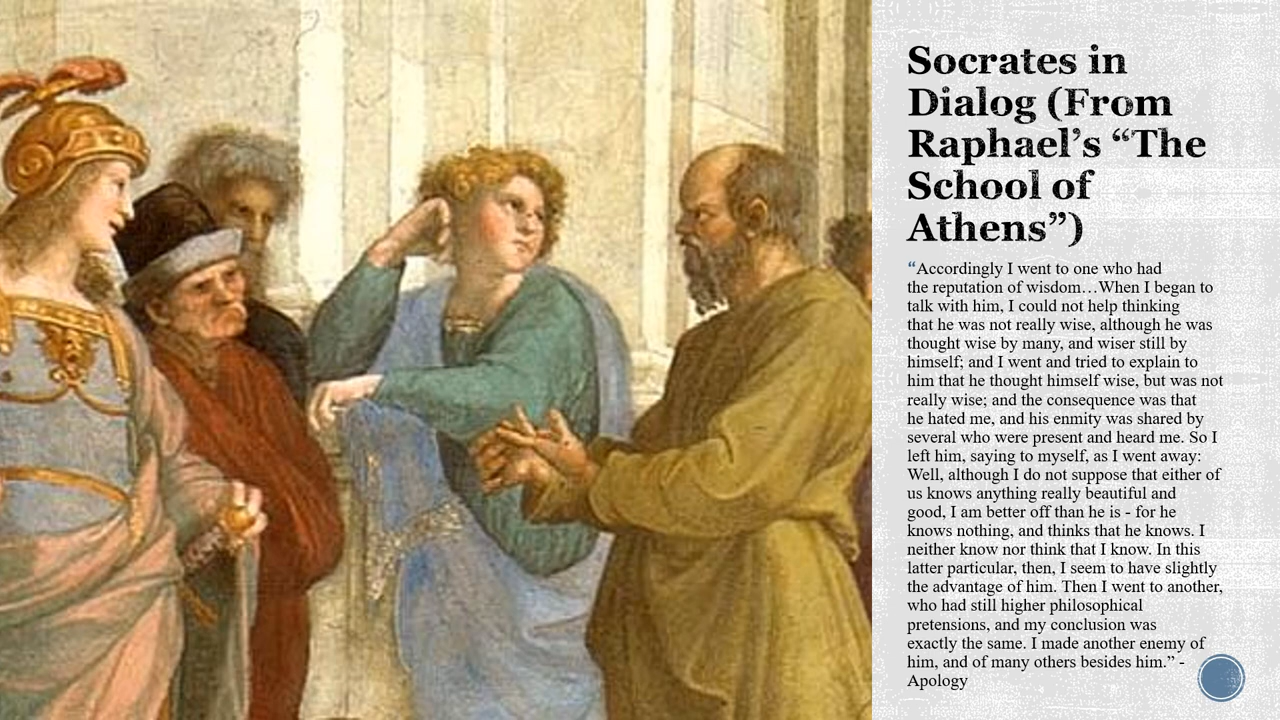 Socrates in
Dialog (From
Raphael’s “The
School of
Athens”)
“Accordingly I went to one who had
the reputation of wisdom…When I began to
talk with him, I could not help thinking
that he was not really wise, although he was
thought wise by many, and wiser still by
himself; and I went and tried to explain to
him that he thought himself wise, but was not
really wise; and the consequence was that
he hated me, and his enmity was shared by
several who were present and heard me. So I
left him, saying to myself, as I went away:
Well, although I do not suppose that either of
us knows anything really beautiful and
good, I am better off than he is - for he
knows nothing, and thinks that he knows. I
neither know nor think that I know. In this
latter particular, then, I seem to have slightly
the advantage of him. Then I went to another,
who had still higher philosophical
pretensions, and my conclusion was
exactly the same. I made another enemy of
him, and of many others besides him.” -
Apology